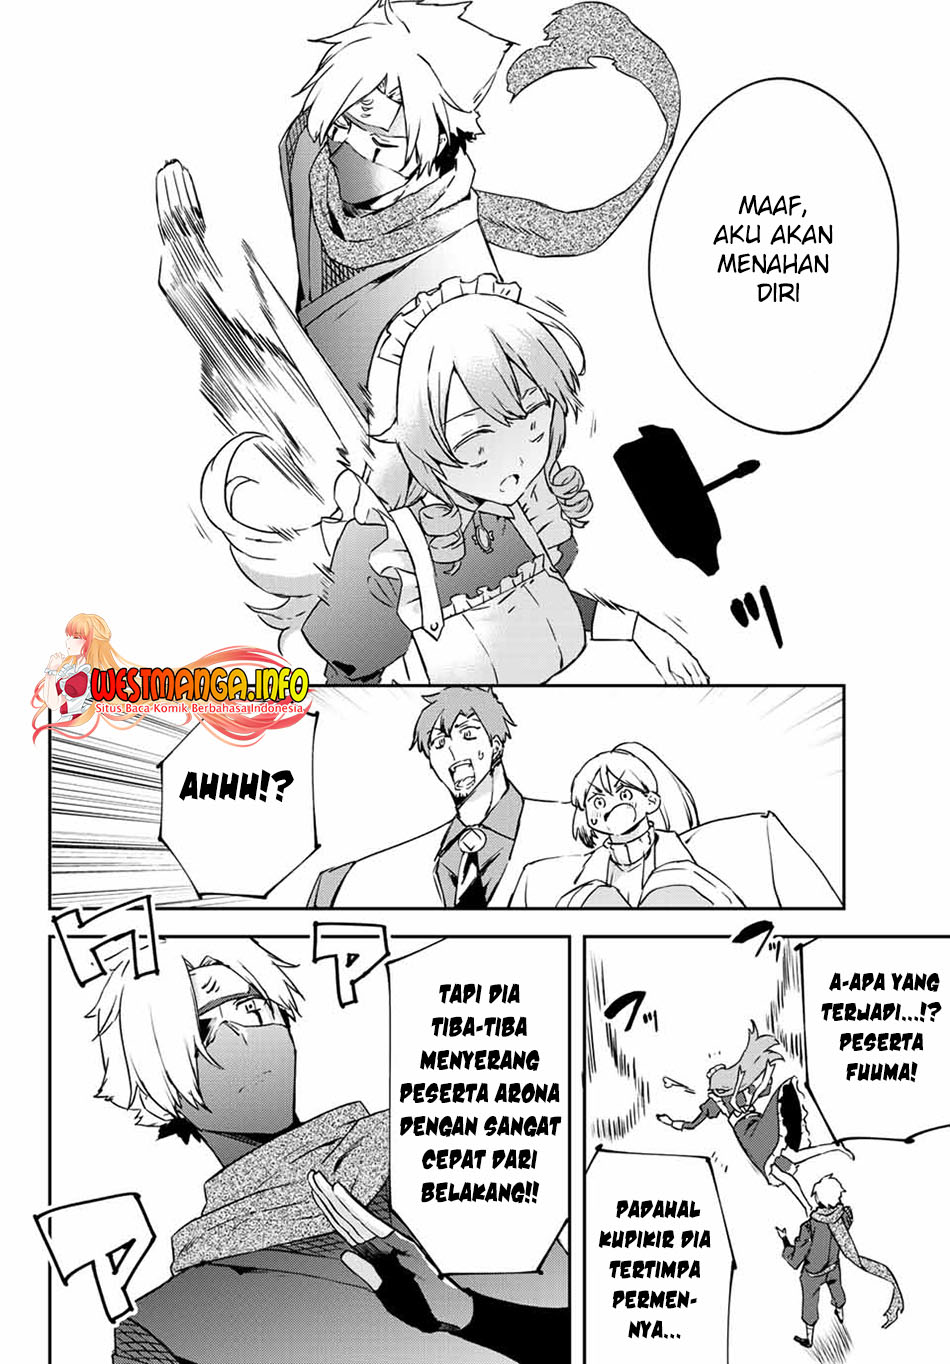 MAAF,
AKU AKAN
MENAHAN
DIRI
WESTMANGA.INFO
Situs Baca Komik Berbahasa Indonesia
AHHH!?
A-APA YANG
TERJADI...!?
PESERTA
FUUMA!
PADAHAL
KUPIKIR DIA
TERTIMPA
PERMEN-
NYA...
TAPI DIA
TIBA-TIBA
MENYERANG
PESERTA ARONA
DENGAN SANGAT
CEPAT DARI
BELAKANG!!